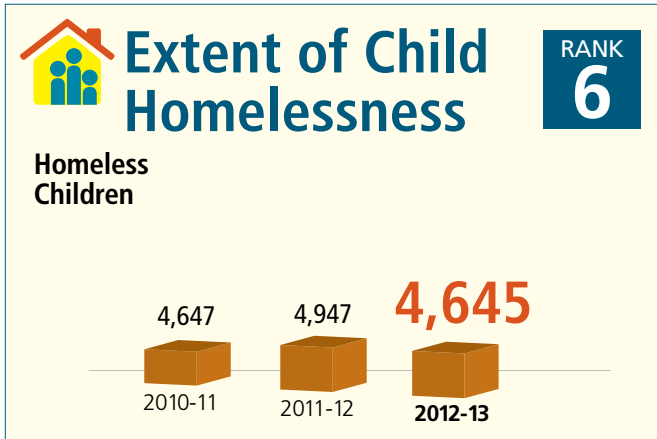 Extent of Child
Homelessness
RANK
6
Homeless
Children
4,647
4,947
4,645
2010-11
2011-12
2012-13